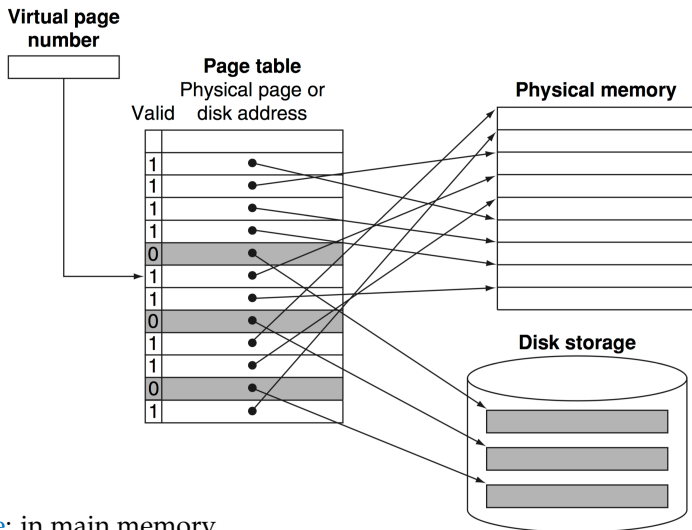 Virtual page
number
Page table
Physical page or
Valid disk address
Physical memory
1
1
1
1
0
1
1
0
1
1
0
1
Disk storage
: in main memory